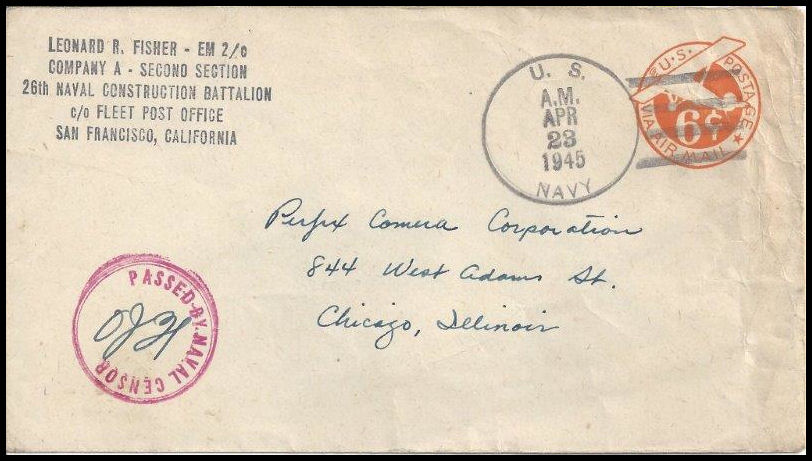 LEONARD R. FISHER - EM 2/c
COMPANY A - SECOND SECTION
26th NAVAL CONSTRUCTION BATTALION
c/o FLEET POST OFFICE
SAN FRANCISCO, CALIFORNIA
U. S.
A.M.
APR
23
1945
NAVY
U.S. POSTAGE
6¢
VIA AIR MAIL
Perfex Camera Corporation
844 West Adams St.
Chicago, Illinois
PASSED BY NAVAL CENSOR